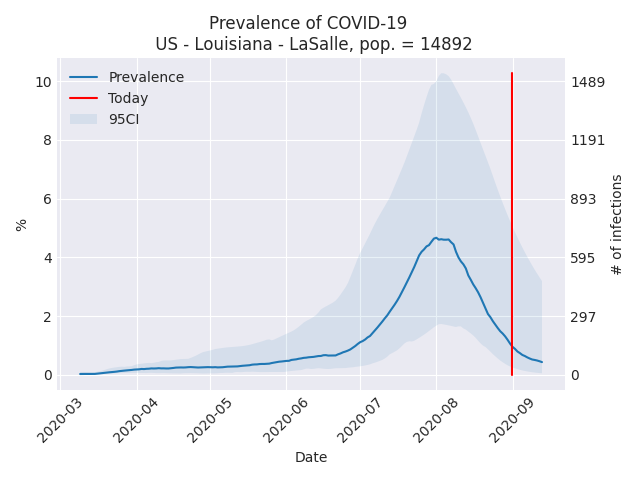 Prevalence of COVID-19
US - Louisiana - LaSalle, pop. = 14892
Prevalence
Today
95CI
10
8
6
4
2
0
%
1489
1191
893
595
297
0
# of infections
2020-03
2020-04
2020-05
2020-06
2020-07
2020-08
2020-09
Date